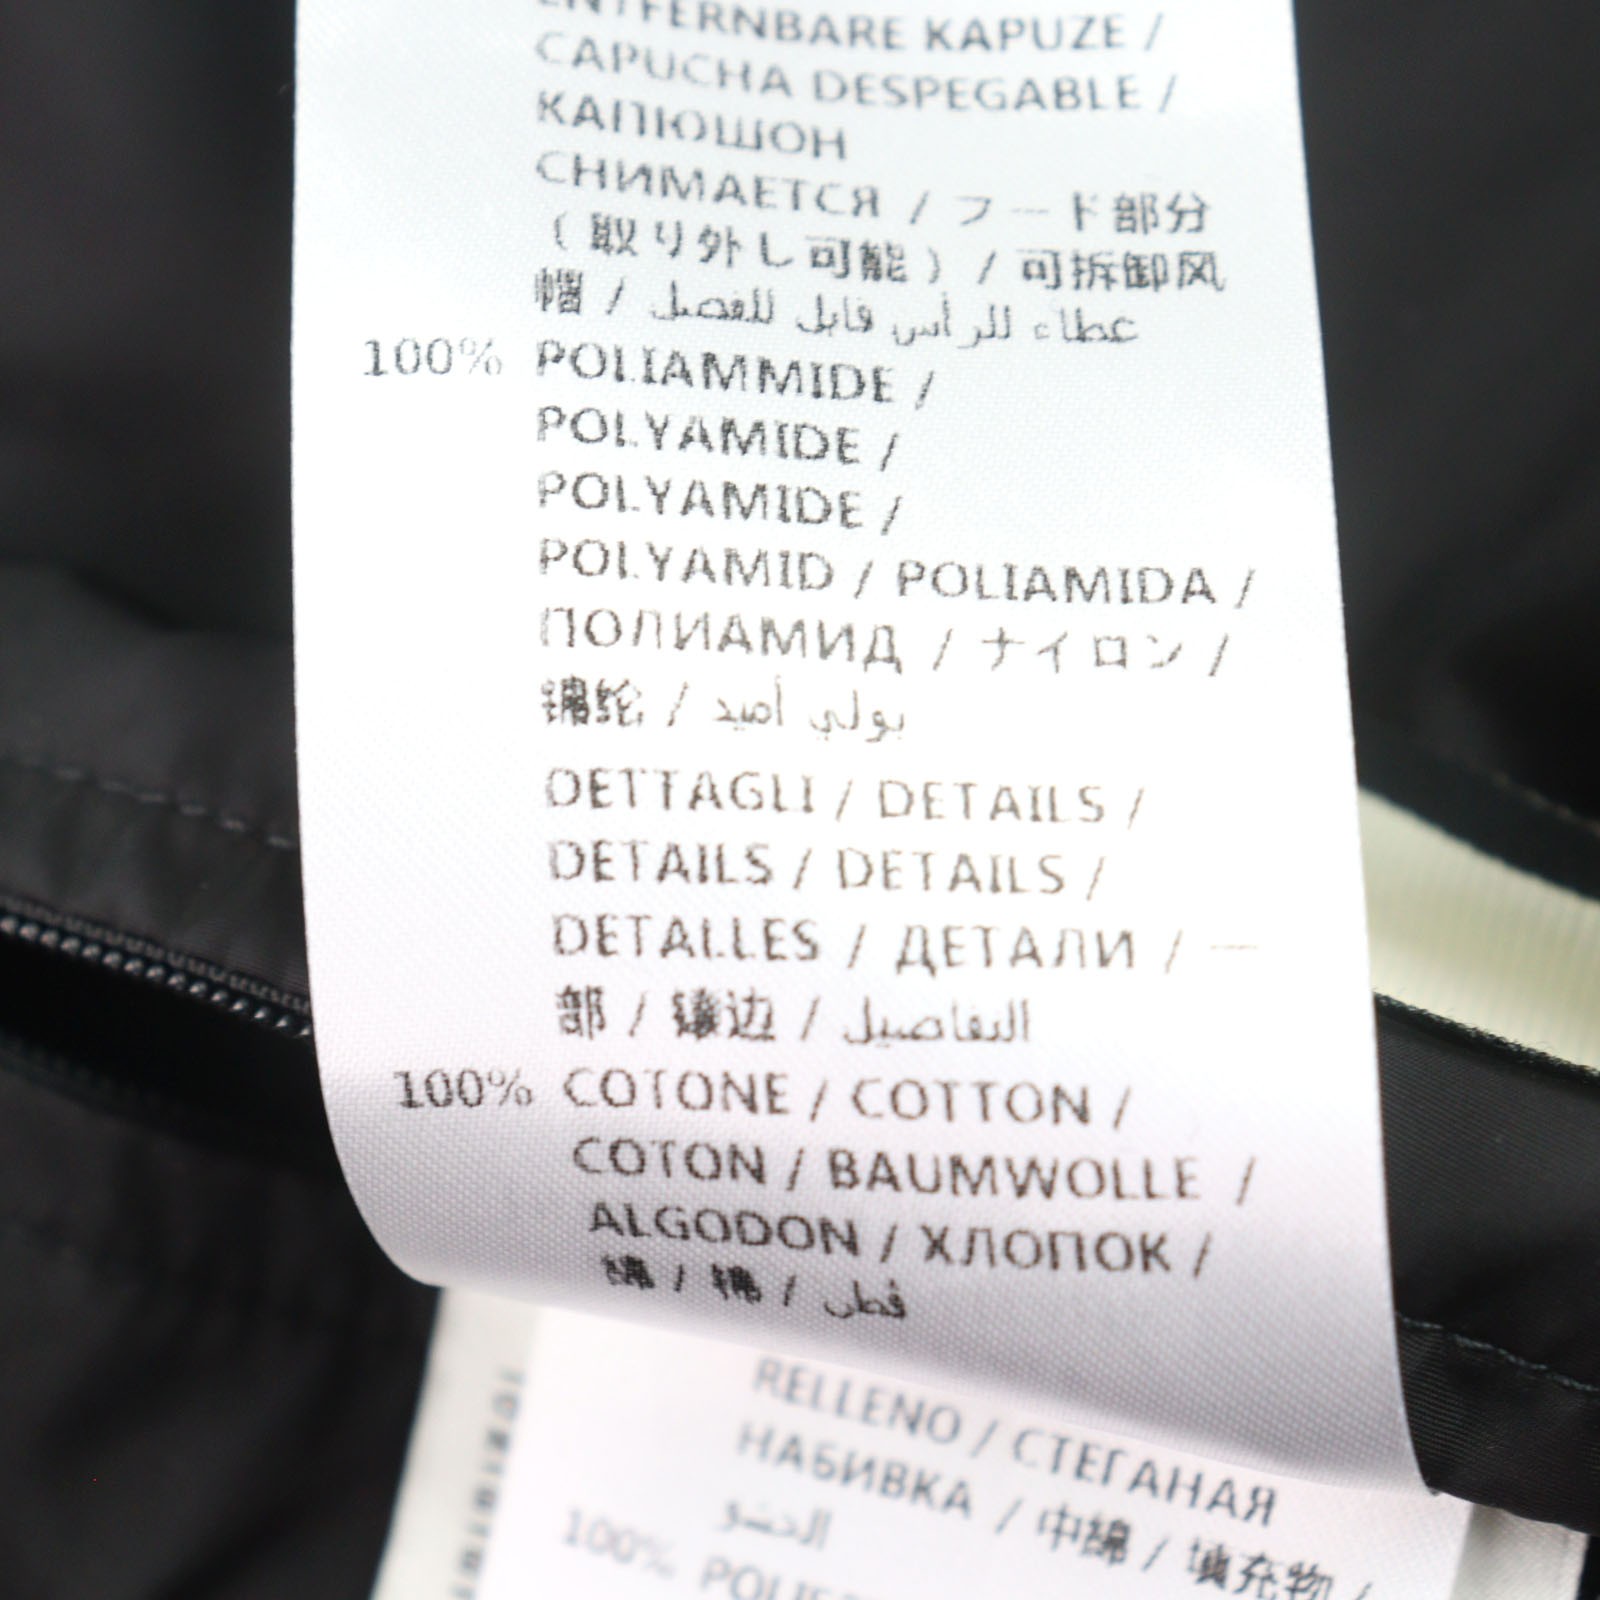 ENTFERNBARE KAPUZE /
CAPUCHA DESPEGABLE /
КАПЮШОН
СНИМАЕТСЯ / フード部分
(取り外し可能) / 可拆卸风
帽 / غطاء للرأس قابل للفصل
100% POLIAMMIDE /
POLYAMIDE /
POLYAMIDE /
POLYAMID / POLIAMIDA /
ПОЛИАМИД / ナイロン /
锦纶 / بولي أميد
DETTAGLI / DETAILS /
DETAILS / DETAILS /
DETALLES / ДЕТАЛИ / 一
部 / 镶边 / التفاصيل
100% COTONE / COTTON /
COTON / BAUMWOLLE /
ALGODON / ХЛОПОК /
綿 / 棉 / قطن
RELLENO / СТЕГАНАЯ
НАБИВКА / 中綿 / 填充物 /
الحشو
100%